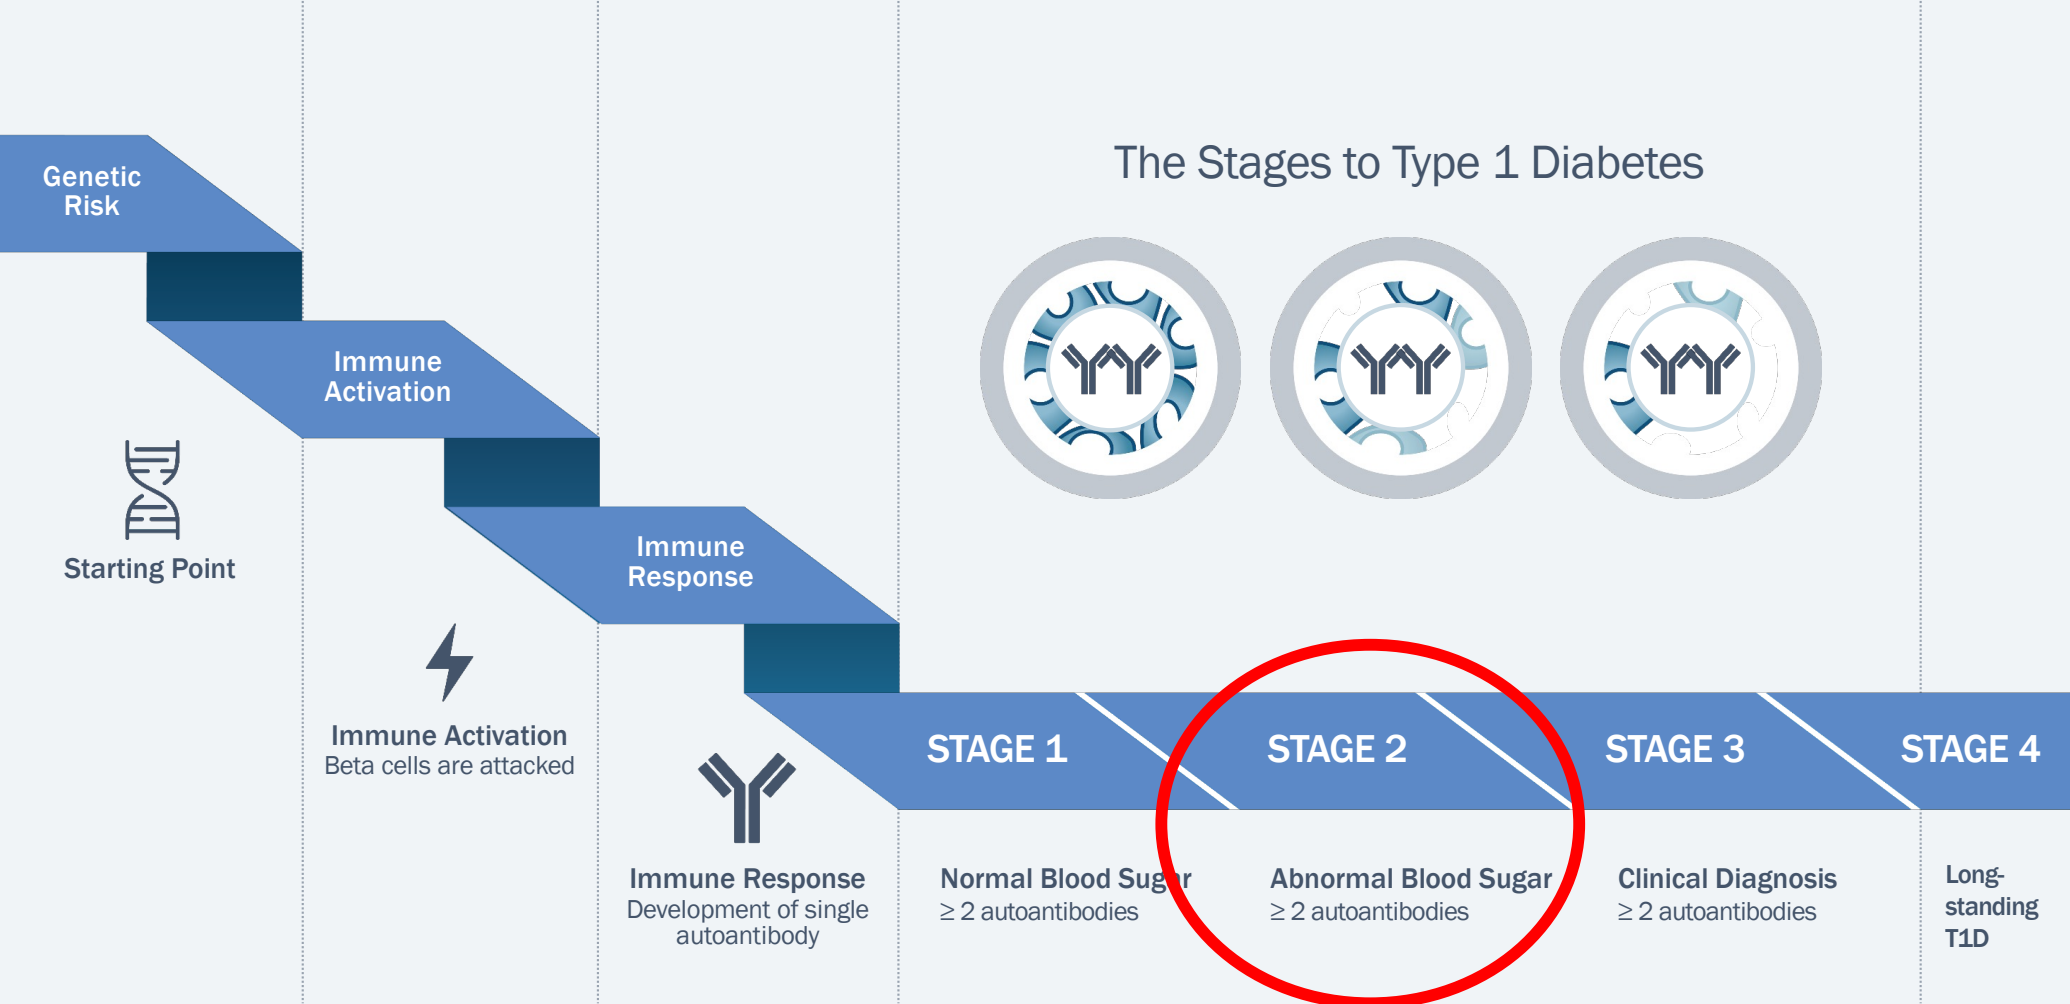 The Stages to Type 1 Diabetes
Genetic
Risk
Starting Point
Immune
Activation
Immune Activation
Beta cells are attacked
Immune
Response
Immune Response
Development of single
autoantibody
STAGE 1
Normal Blood Sugar
≥ 2 autoantibodies
STAGE 2
Abnormal Blood Sugar
≥ 2 autoantibodies
STAGE 3
Clinical Diagnosis
≥ 2 autoantibodies
STAGE 4
Long-
standing
T1D